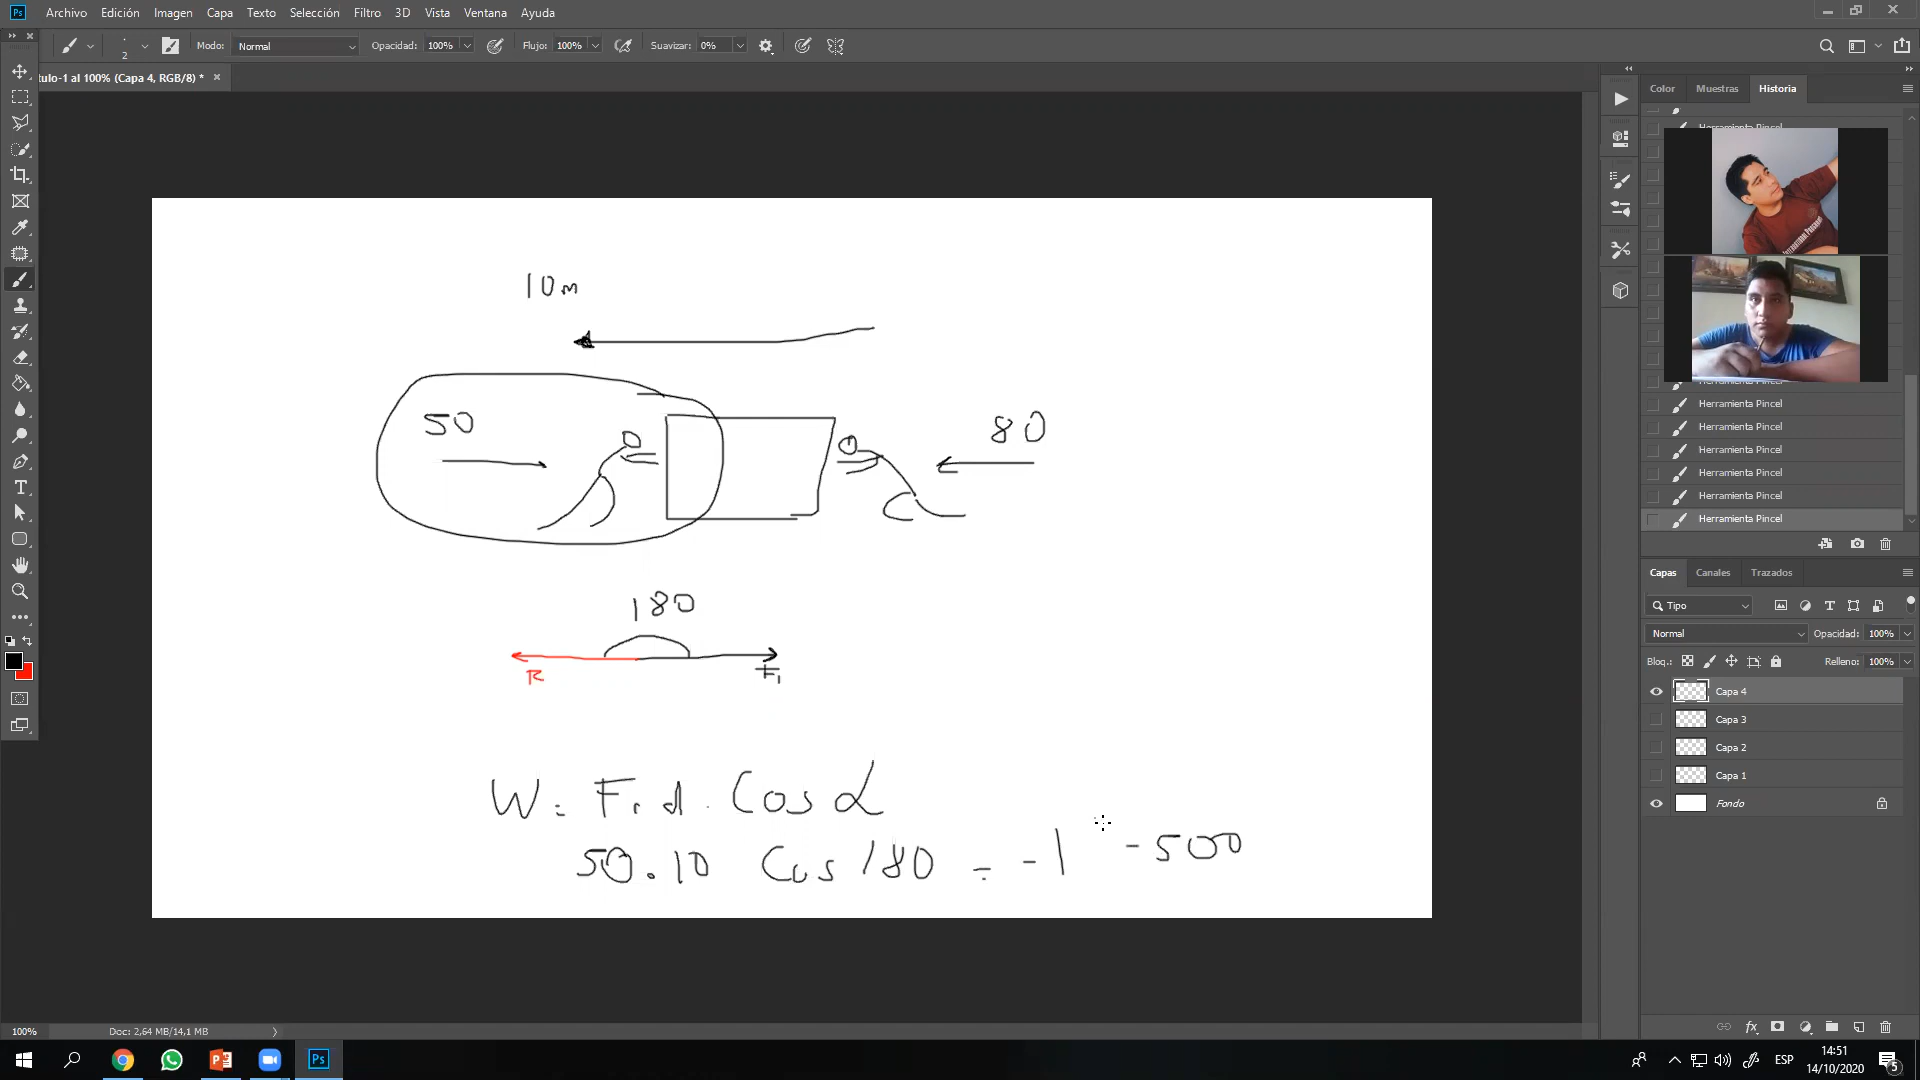 Ps Archivo Edición Imagen Capa Texto Selección Filtro 3D Vista Ventana Ayuda
2 Modo: Normal Opacidad: 100% Flujo: 100% Suavizar: 0%
tulo-1 al 100% (Capa 4, RGB/8) *
Color Muestras Historia
Herramienta Pincel
10m
50
80
Herramienta Pincel
Herramienta Pincel
Herramienta Pincel
Herramienta Pincel
Herramienta Pincel
Herramienta Pincel
180
R F1
W = F. d. Cos α
50.10 Cos 180 = -1 -500
Capas Canales Trazados
Tipo
Normal Opacidad: 100%
Bloq.: Relleno: 100%
Capa 4
Capa 3
Capa 2
Capa 1
Fondo
100% Doc: 2,64 MB/14,1 MB
Ps ESP 14:51
14/10/2020 5